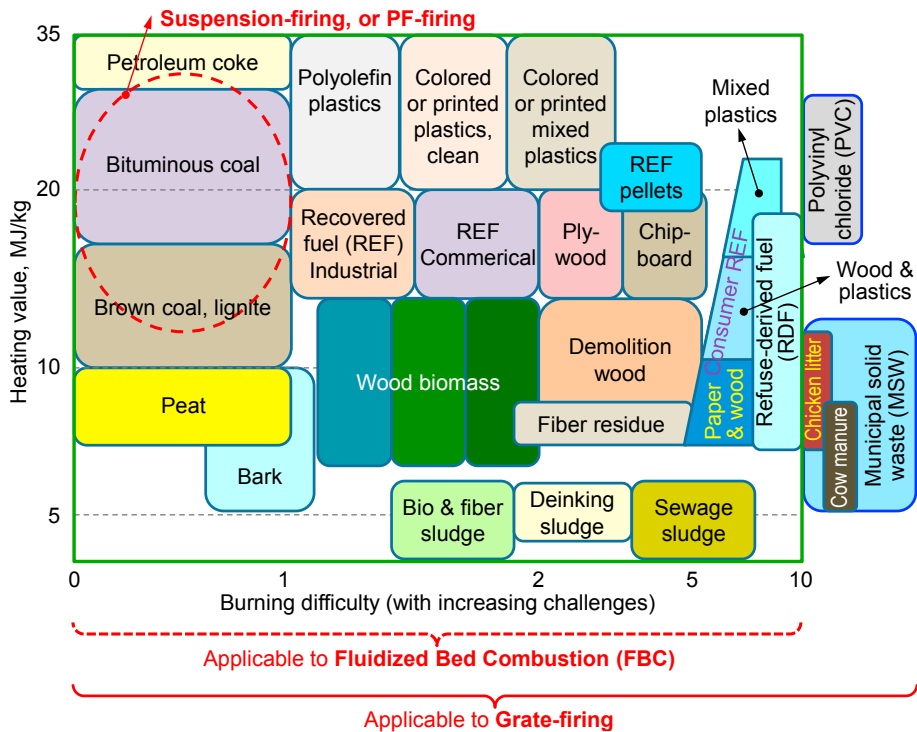 Suspension-firing, or PF-firing
35
20
10
5
Heating value, MJ/kg
Petroleum coke
Bituminous coal
Brown coal, lignite
Peat
Bark
Polyolefin
plastics
Colored
or printed
plastics,
clean
Colored
or printed
mixed
plastics
REF
pellets
Mixed
plastics
Polyvinyl
chloride (PVC)
Recovered
fuel (REF)
Industrial
REF
Commerical
Ply-
wood
Chip-
board
Consumer REF
Wood &
plastics
Refuse-derived fuel
(RDF)
Wood biomass
Demolition
wood
Fiber residue
Paper
& wood
Chicken litter
Cow manure
Municipal solid
waste (MSW)
Bio & fiber
sludge
Deinking
sludge
Sewage
sludge
0
1
2
5
10
Burning difficulty (with increasing challenges)
Applicable to Fluidized Bed Combustion (FBC)
Applicable to Grate-firing